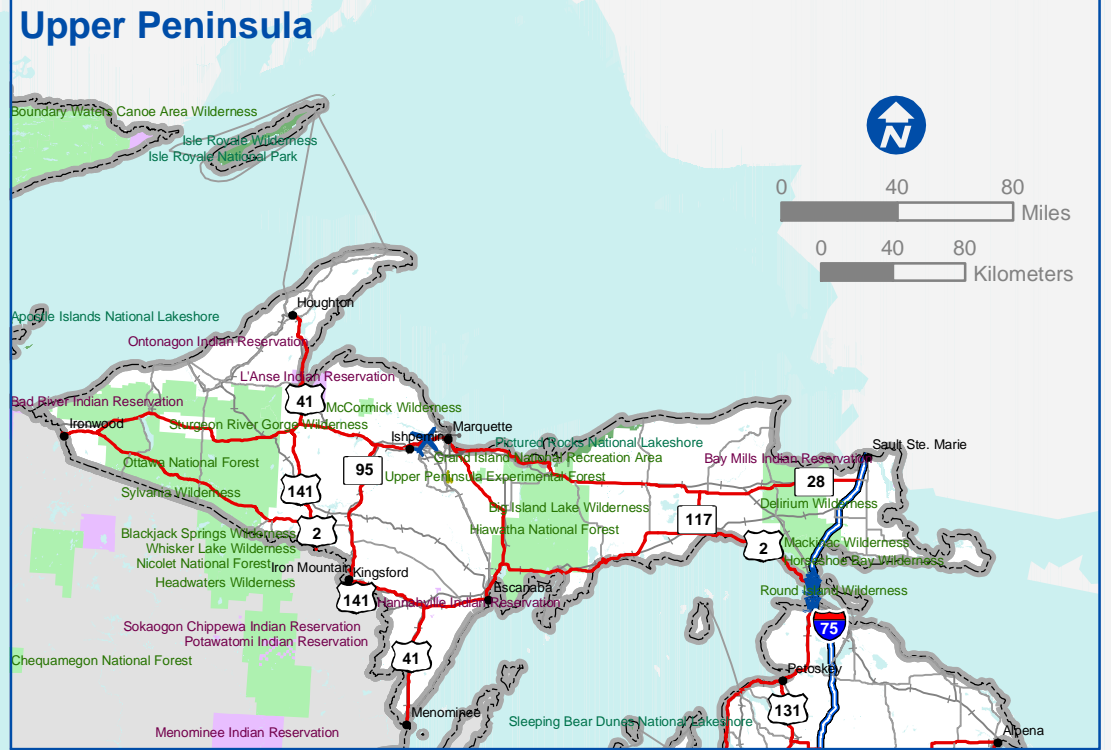 Upper Peninsula
Boundary Waters Canoe Area Wilderness
Isle Royale Wilderness
Isle Royale National Park
N
0 40 80
Miles
0 40 80
Kilometers
Houghton
Apostle Islands National Lakeshore
Ontonagon Indian Reservation
L'Anse Indian Reservation
Bad River Indian Reservation
41
McCormick Wilderness
Ironwood
Sturgeon River Gorge Wilderness
Marquette
Ishpeming
Pictured Rocks National Lakeshore
Sault Ste. Marie
Grand Island National Recreation Area
Bay Mills Indian Reservation
Ottawa National Forest
95
Upper Peninsula Experimental Forest
28
Sylvania Wilderness
141
Big Island Lake Wilderness
Delirium Wilderness
117
Blackjack Springs Wilderness
2
Hiawatha National Forest
2
Mackinac Wilderness
Whisker Lake Wilderness
Nicolet National Forest
Horseshoe Bay Wilderness
Iron Mountain
Kingsford
Headwaters Wilderness
Escanaba
Round Island Wilderness
141
Hannahville Indian Reservation
Sokaogon Chippewa Indian Reservation
75
Potawatomi Indian Reservation
Chequamegon National Forest
41
Petoskey
131
Menominee
Sleeping Bear Dunes National Lakeshore
Menominee Indian Reservation
Alpena